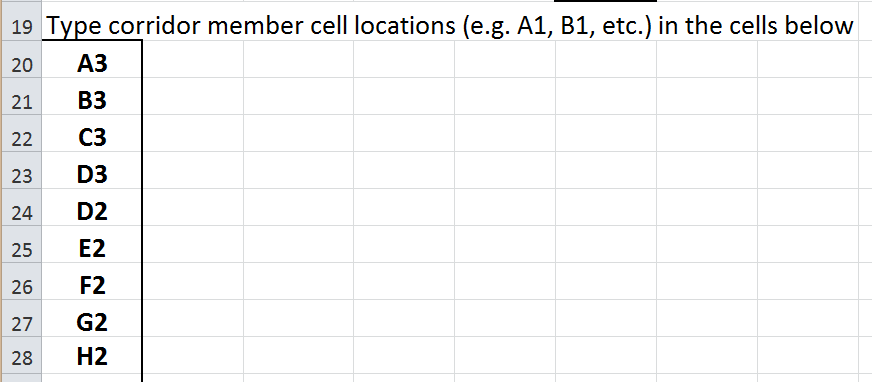 19 Type corridor member cell locations (e.g. A1, B1, etc.) in the cells below
20 A3
21 B3
22 C3
23 D3
24 D2
25 E2
26 F2
27 G2
28 H2